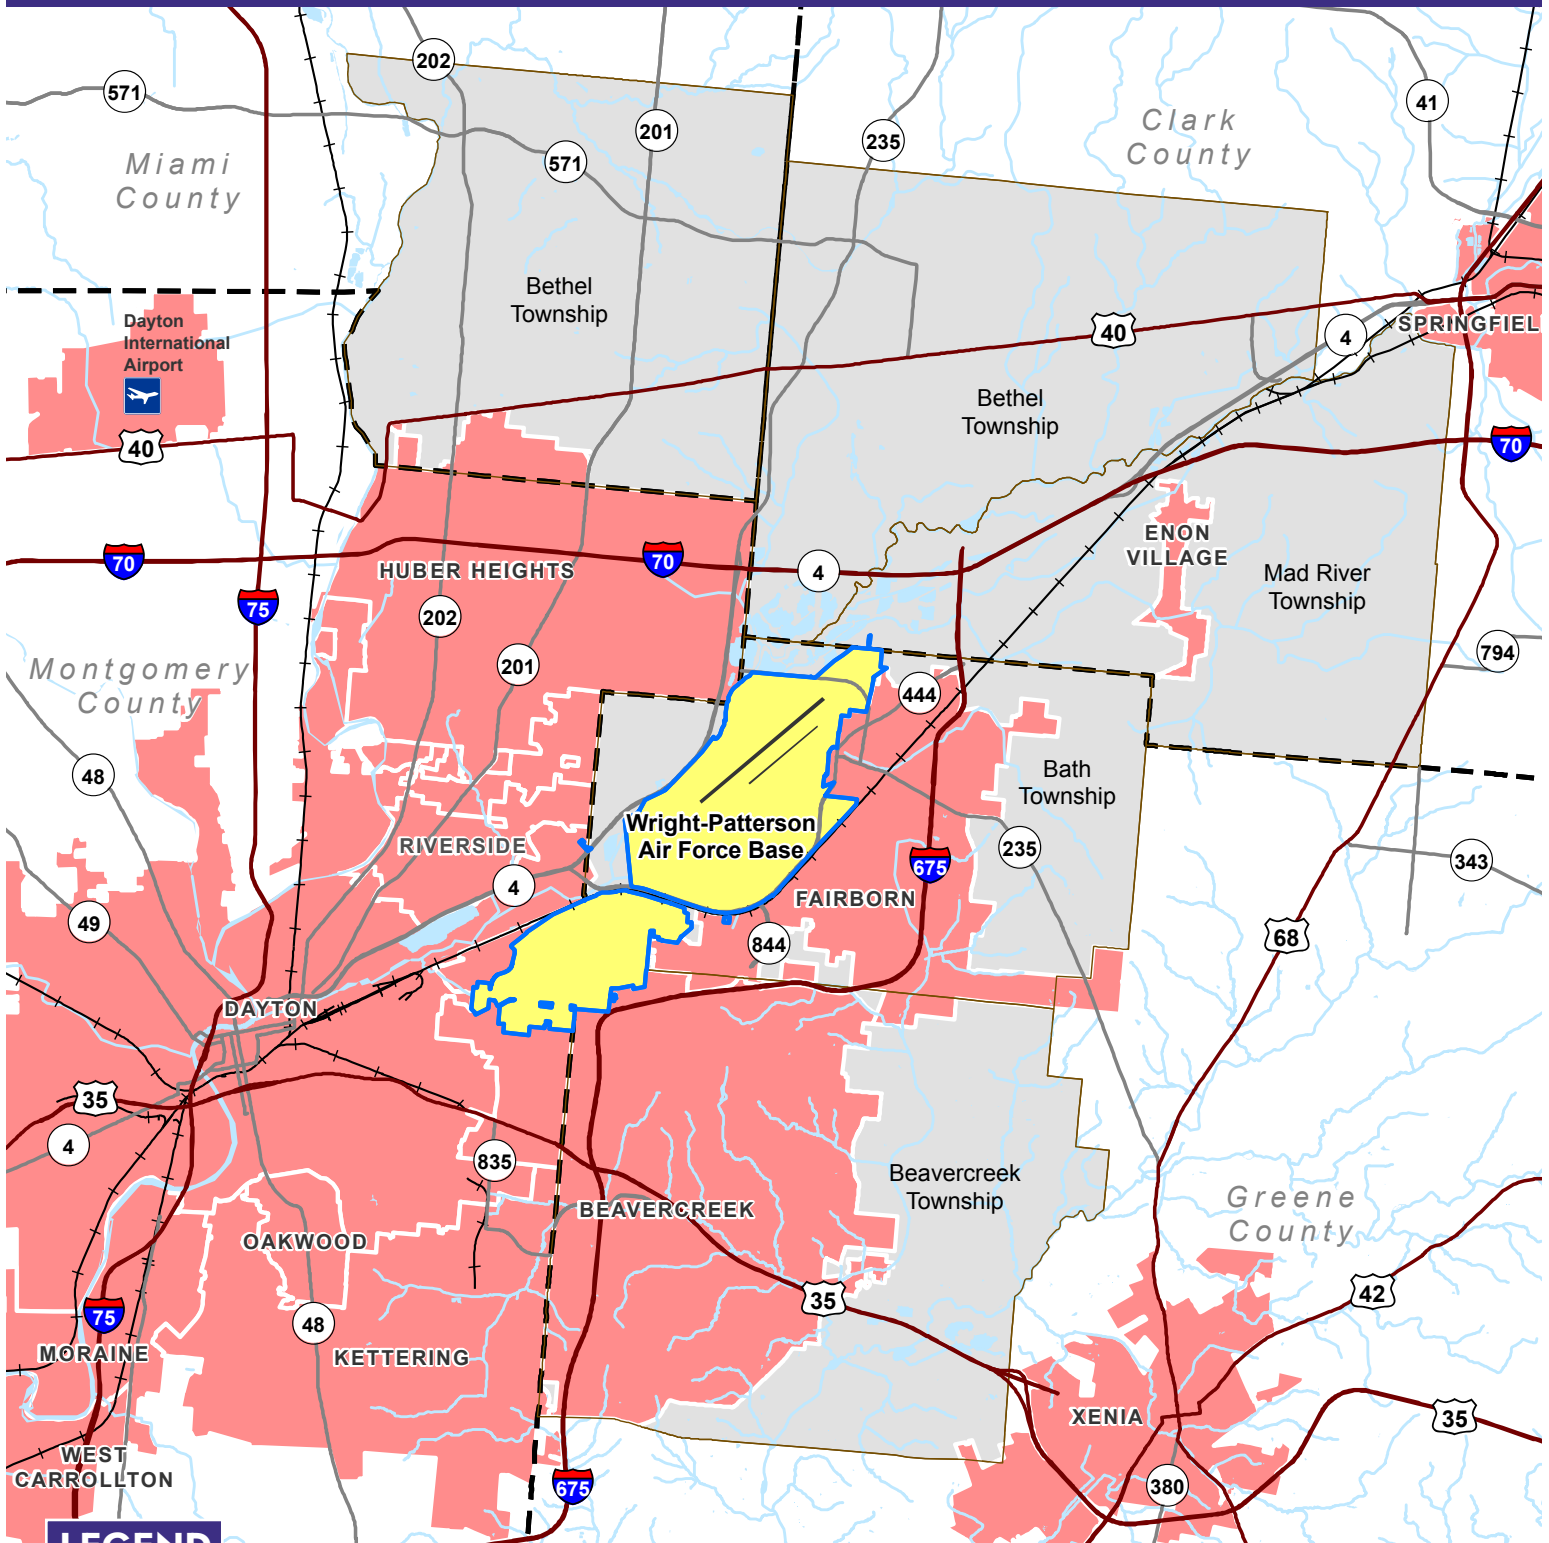 202
571
201
571
235
Clark
County
41
Miami
County
Bethel
Township
Dayton
International
Airport
40
40
4
SPRINGFIEL
Bethel
Township
70
70
70
4
ENON
VILLAGE
HUBER HEIGHTS
75
202
Mad River
Township
201
794
Montgomery
County
444
48
Bath
Township
Wright-Patterson
Air Force Base
RIVERSIDE
235
343
675
4
FAIRBORN
49
844
68
DAYTON
35
4
835
Beavercreek
Township
BEAVERCREEK
Greene
County
OAKWOOD
35
42
75
48
MORAINE
KETTERING
XENIA
35
WEST
CARROLLTON
675
380
LEGEND